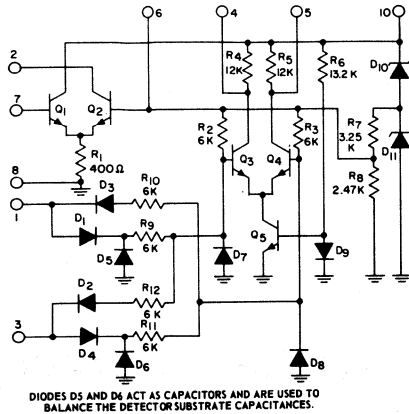 6 4 5 10
R4 12K R5 12K R6 13.2K
D10
2
7 Q1 Q2
R2 6K Q3 Q4 R3 6K R7 3.25 K D11
R1 400Ω
R8 2.47K
8
1 D3 R10 6K
D1 R9 6K Q5
D5 D7 D9
D2 R12 6K
3 D4 R11 6K
D6 D8
DIODES D5 AND D6 ACT AS CAPACITORS AND ARE USED TO
BALANCE THE DETECTOR SUBSTRATE CAPACITANCES.